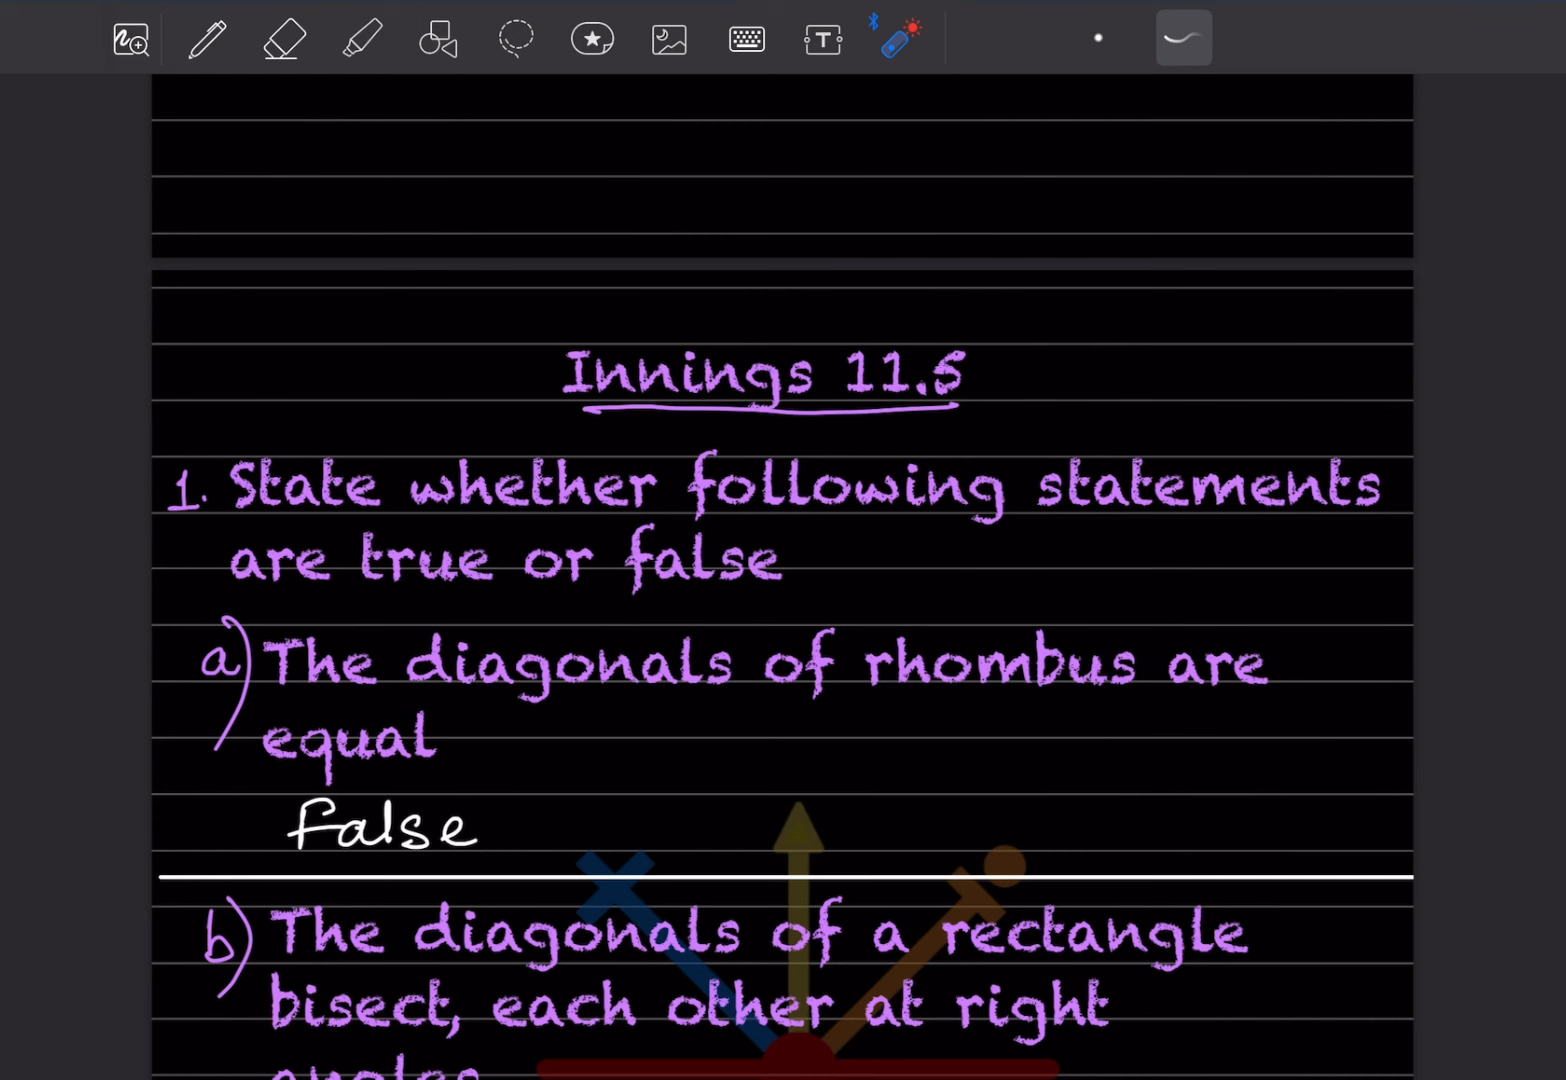 Innings 11.5
1. State whether following statements
are true or false
a) The diagonals of rhombus are
equal
False
b) The diagonals of a rectangle
bisect, each other at right
angles